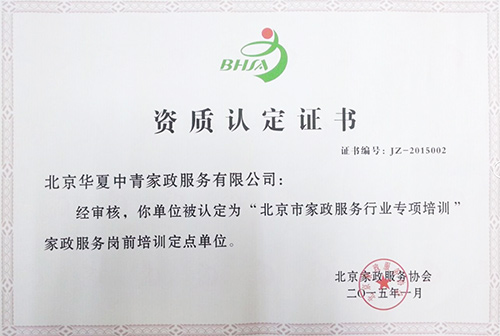 BHSA
资质认定证书
证书编号：JZ-2015002
北京华夏中青家政服务有限公司：
经审核，你单位被认定为“北京市家政服务行业专项培训”
家政服务岗前培训定点单位。
北京家政服务协会
二〇一五年一月